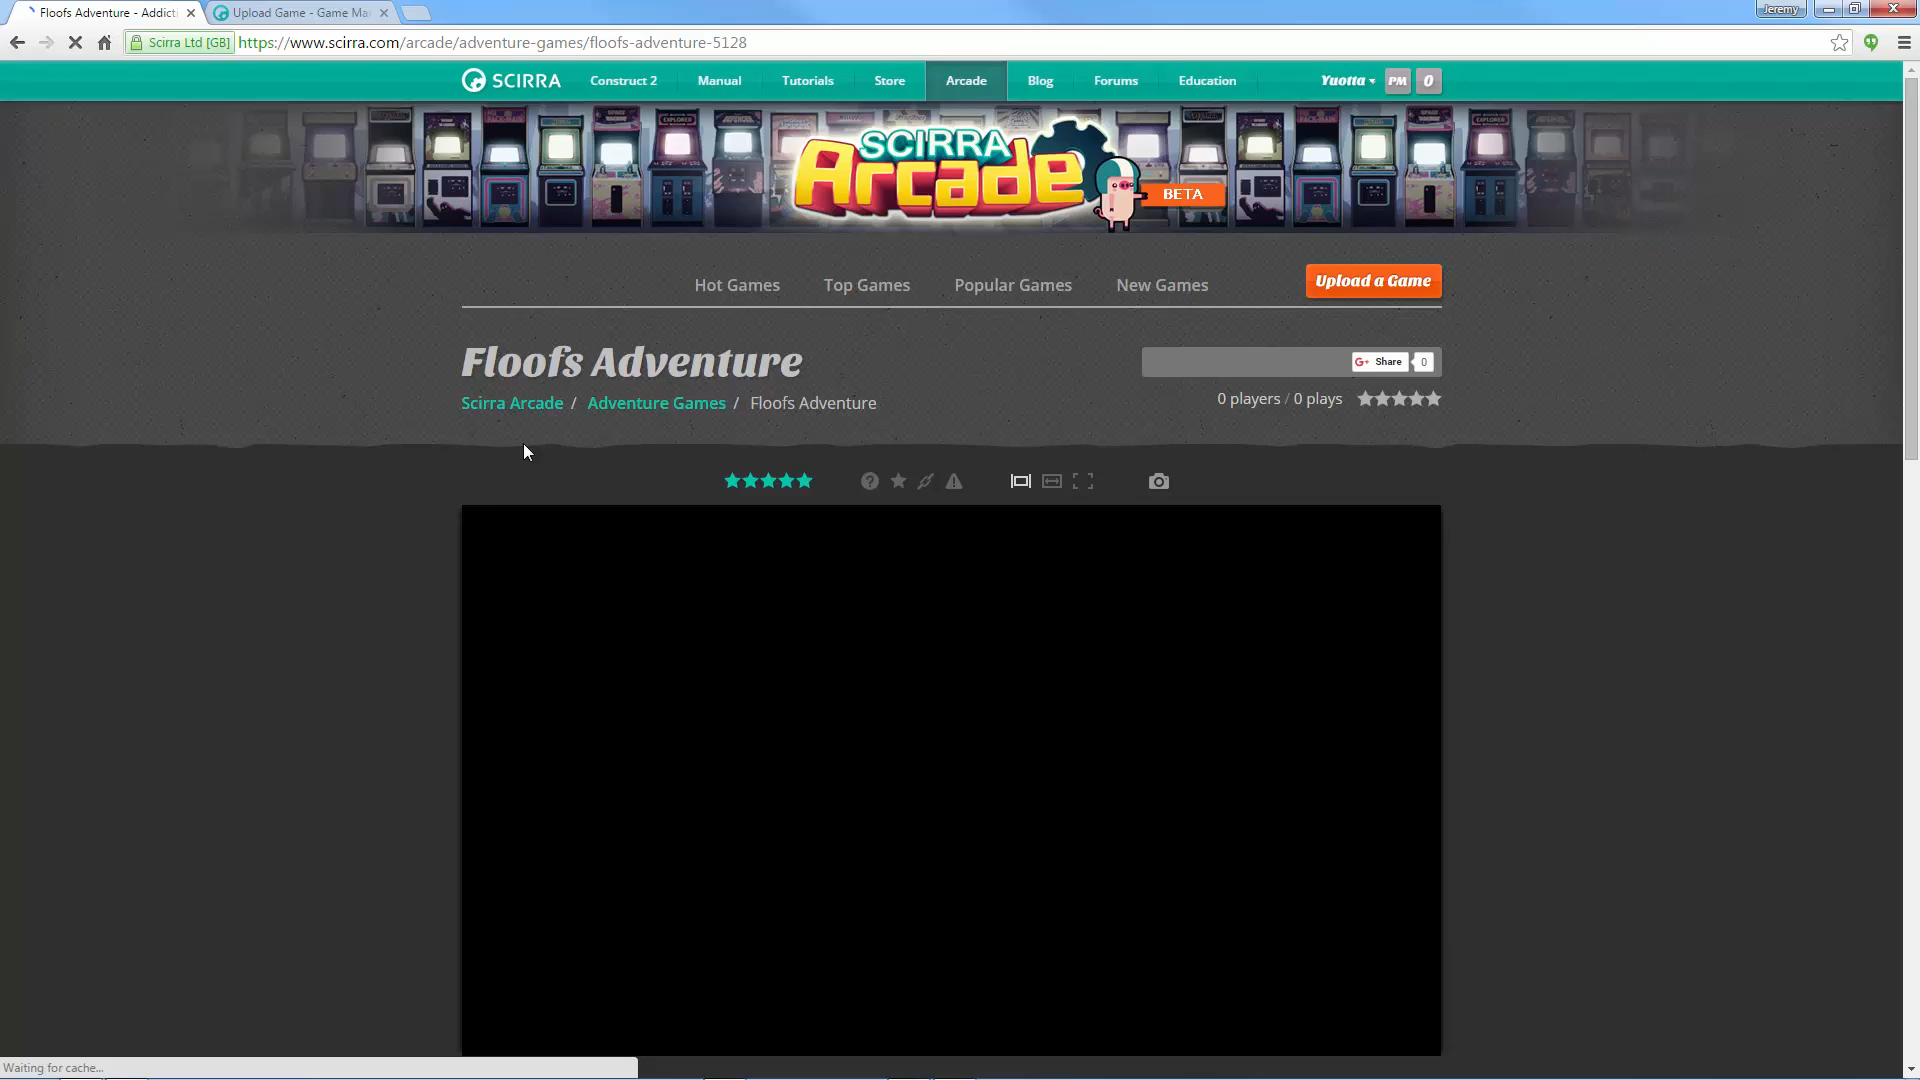 Floofs Adventure - Addicti
Upload Game - Game Ma
Jeremy
Scirra Ltd [GB]
https://www.scirra.com/arcade/adventure-games/floofs-adventure-5128
SCIRRA
Construct 2
Manual
Tutorials
Store
Arcade
Blog
Forums
Education
Yuotta
PM
0
SCIRRA
Arcade
BETA
Hot Games
Top Games
Popular Games
New Games
Upload a Game
Floofs Adventure
G+ Share
0
Scirra Arcade / Adventure Games / Floofs Adventure
0 players / 0 plays
Waiting for cache...